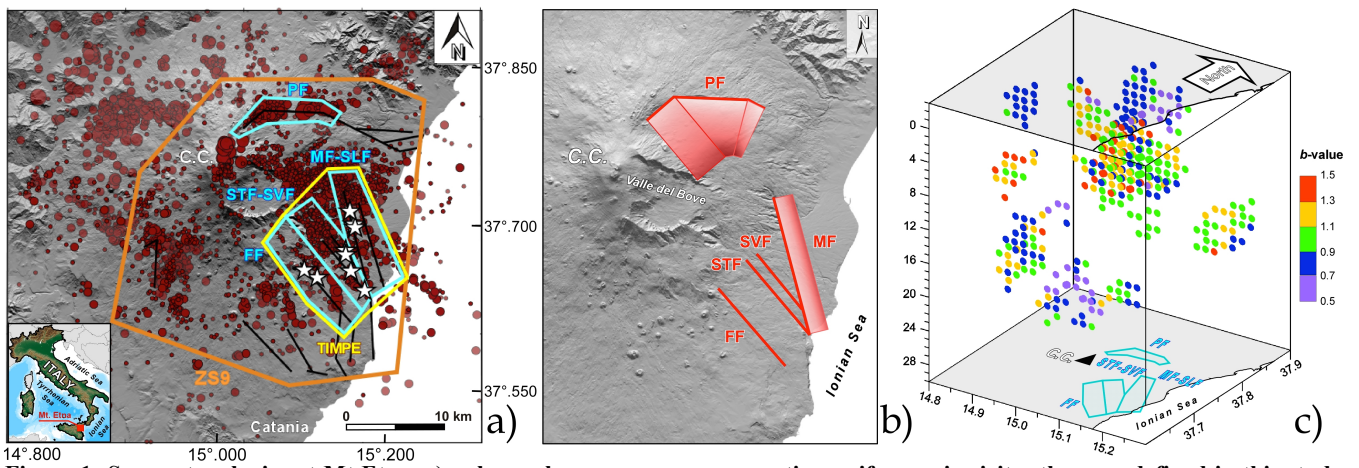 N
37°.850
PF
C.C.
MF-SLF
STF-SVF
37°.700
FF
TIMPE
ZS9
ITALY
Adriatic Sea
Tyrrhenian Sea
Mt. Etna
Ionian Sea
37°.550
0 10 km
Catania
a)
14°.800 15°.000 15°.200
N
PF
C.C.
Valle del Bove
SVF
MF
STF
FF
Ionian Sea
b)
North
0
4
8
12
16
20
24
28
b-value
1.5
1.3
1.1
0.9
0.7
0.5
PF
C.C.
STF-SVF
MF-SLF
FF
Ionian Sea
14.8 14.9 15.0 15.1 15.2
37.7 37.8 37.9
c)